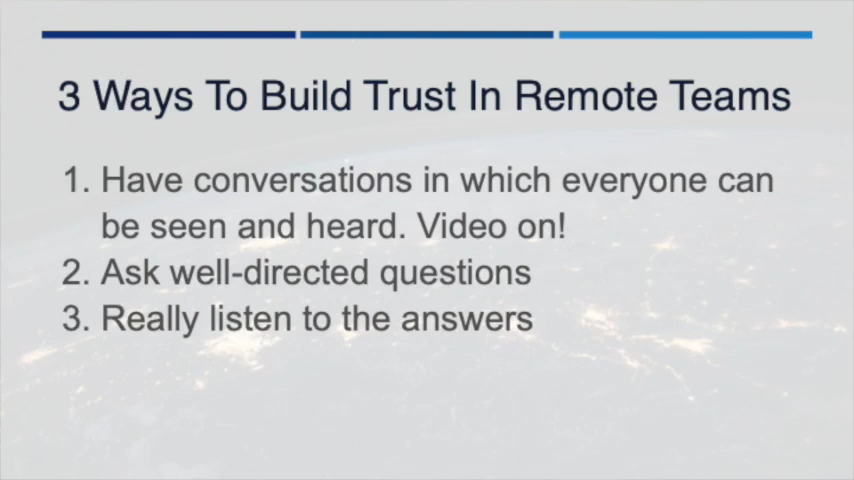 3 Ways To Build Trust In Remote Teams
1. Have conversations in which everyone can
be seen and heard. Video on!
2. Ask well-directed questions
3. Really listen to the answers